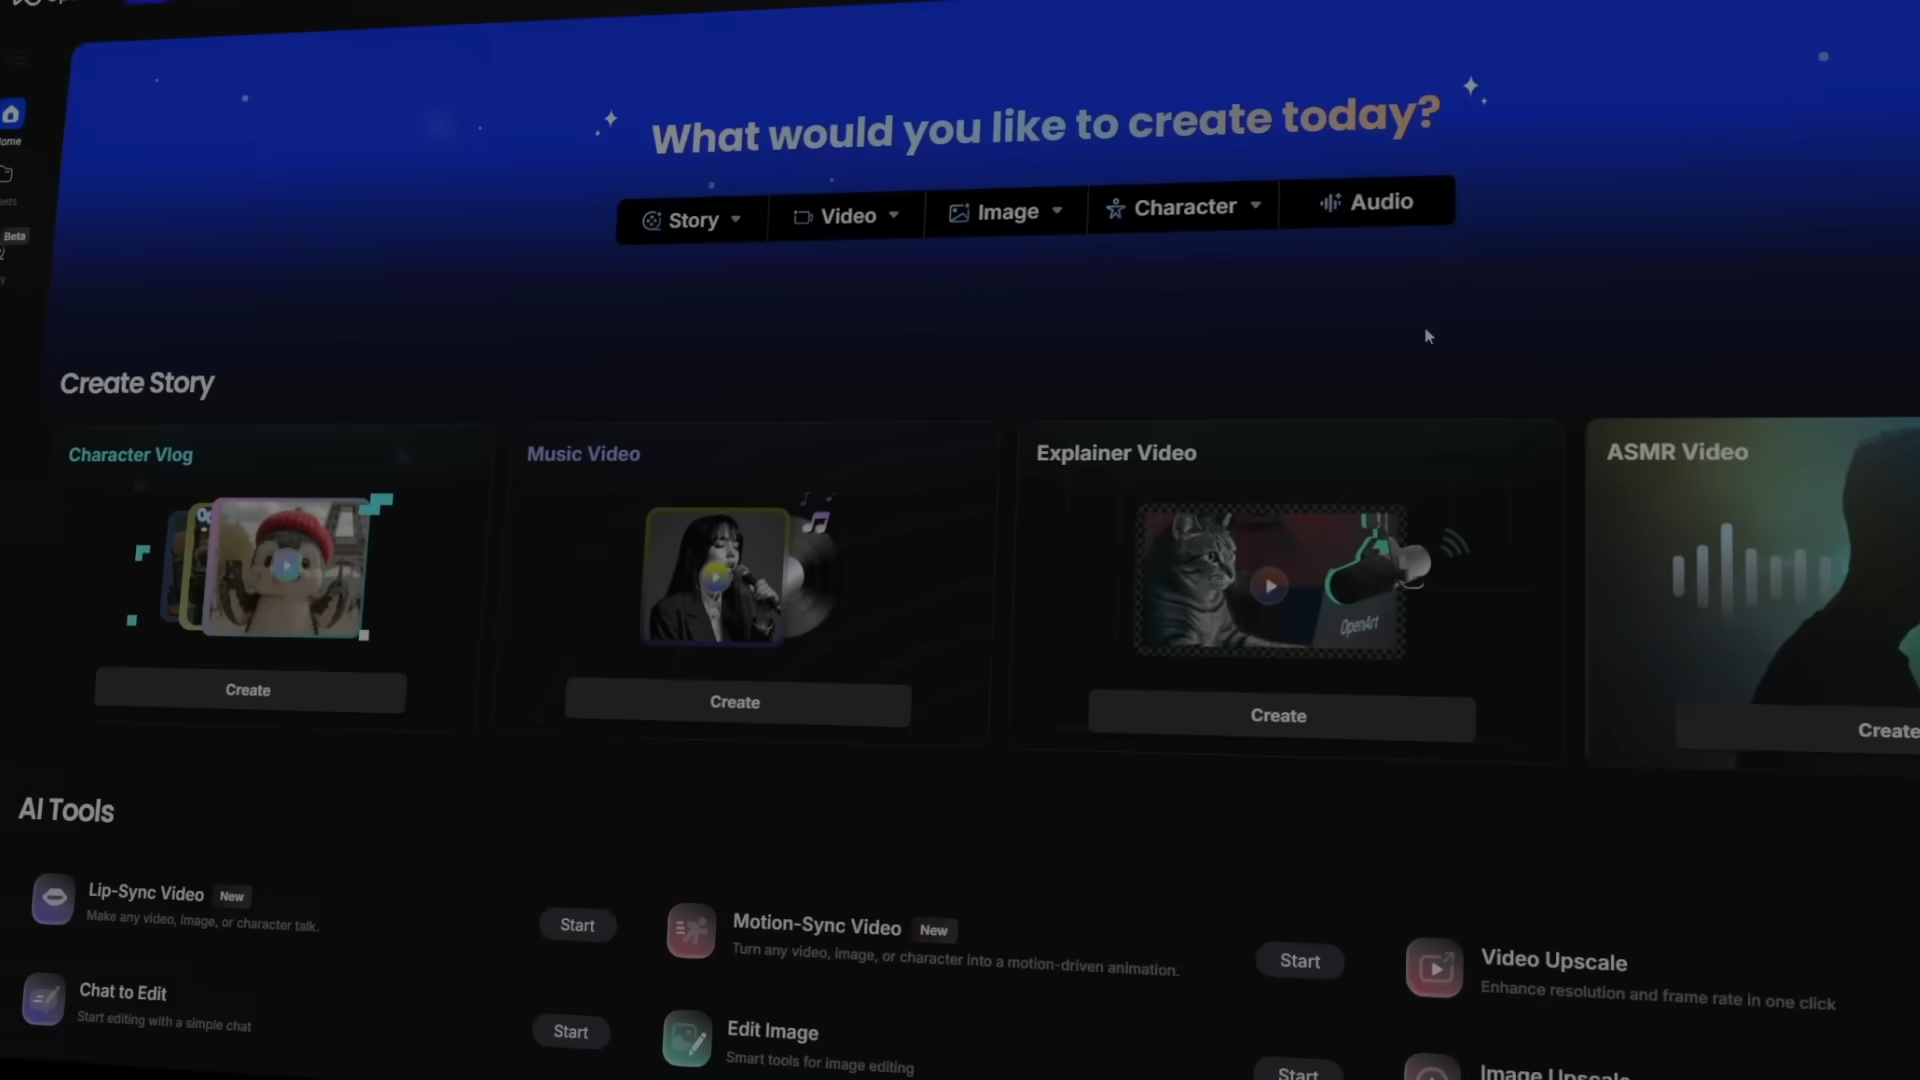 What would you like to create today?
Story
Video
Image
Character
Audio
Beta
Create Story
Character Vlog
Music Video
Explainer Video
ASMR Video
OpenArt
Create
Create
Create
Create
AI Tools
Lip-Sync Video New
Make any video, image, or character talk.
Start
Motion-Sync Video New
Turn any video, image, or character into a motion-driven animation.
Start
Video Upscale
Enhance resolution and frame rate in one click
Chat to Edit
Start editing with a simple chat
Start
Edit Image
Smart tools for image editing
Start
Image Upscale